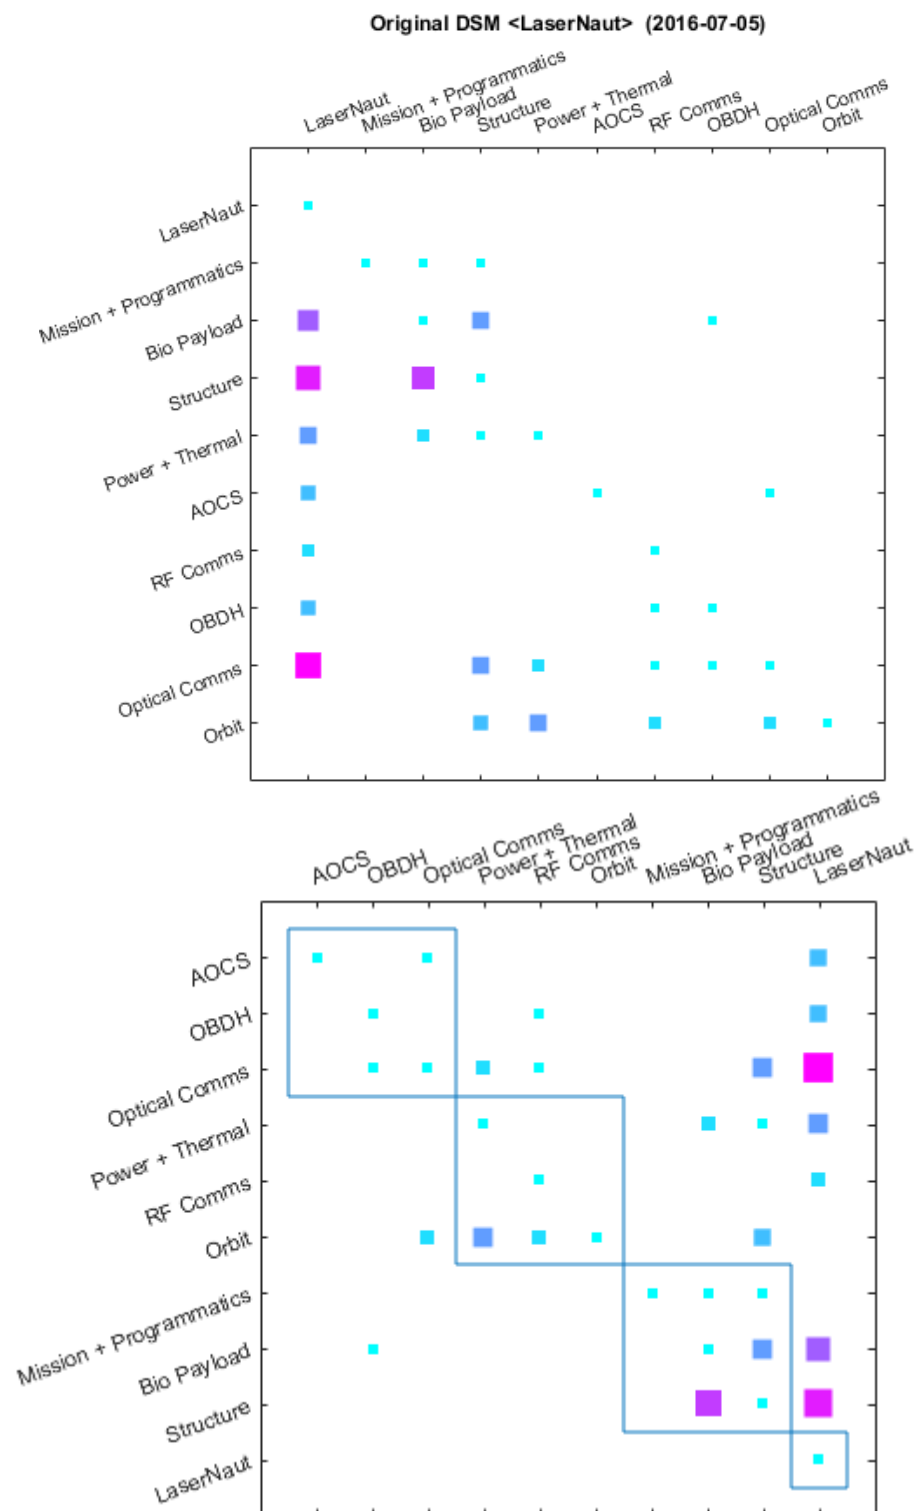 Original DSM <LaserNaut> (2016-07-05)
LaserNaut
Mission + Programmatics
Bio Payload
Structure
Power + Thermal
AOCS
RF Comms
OBDH
Optical Comms
Orbit
LaserNaut
Mission + Programmatics
Bio Payload
Structure
Power + Thermal
AOCS
RF Comms
OBDH
Optical Comms
Orbit
AOCS
OBDH
Optical Comms
Power + Thermal
RF Comms
Orbit
Mission + Programmatics
Bio Payload
Structure
LaserNaut
AOCS
OBDH
Optical Comms
Power + Thermal
RF Comms
Orbit
Mission + Programmatics
Bio Payload
Structure
LaserNaut